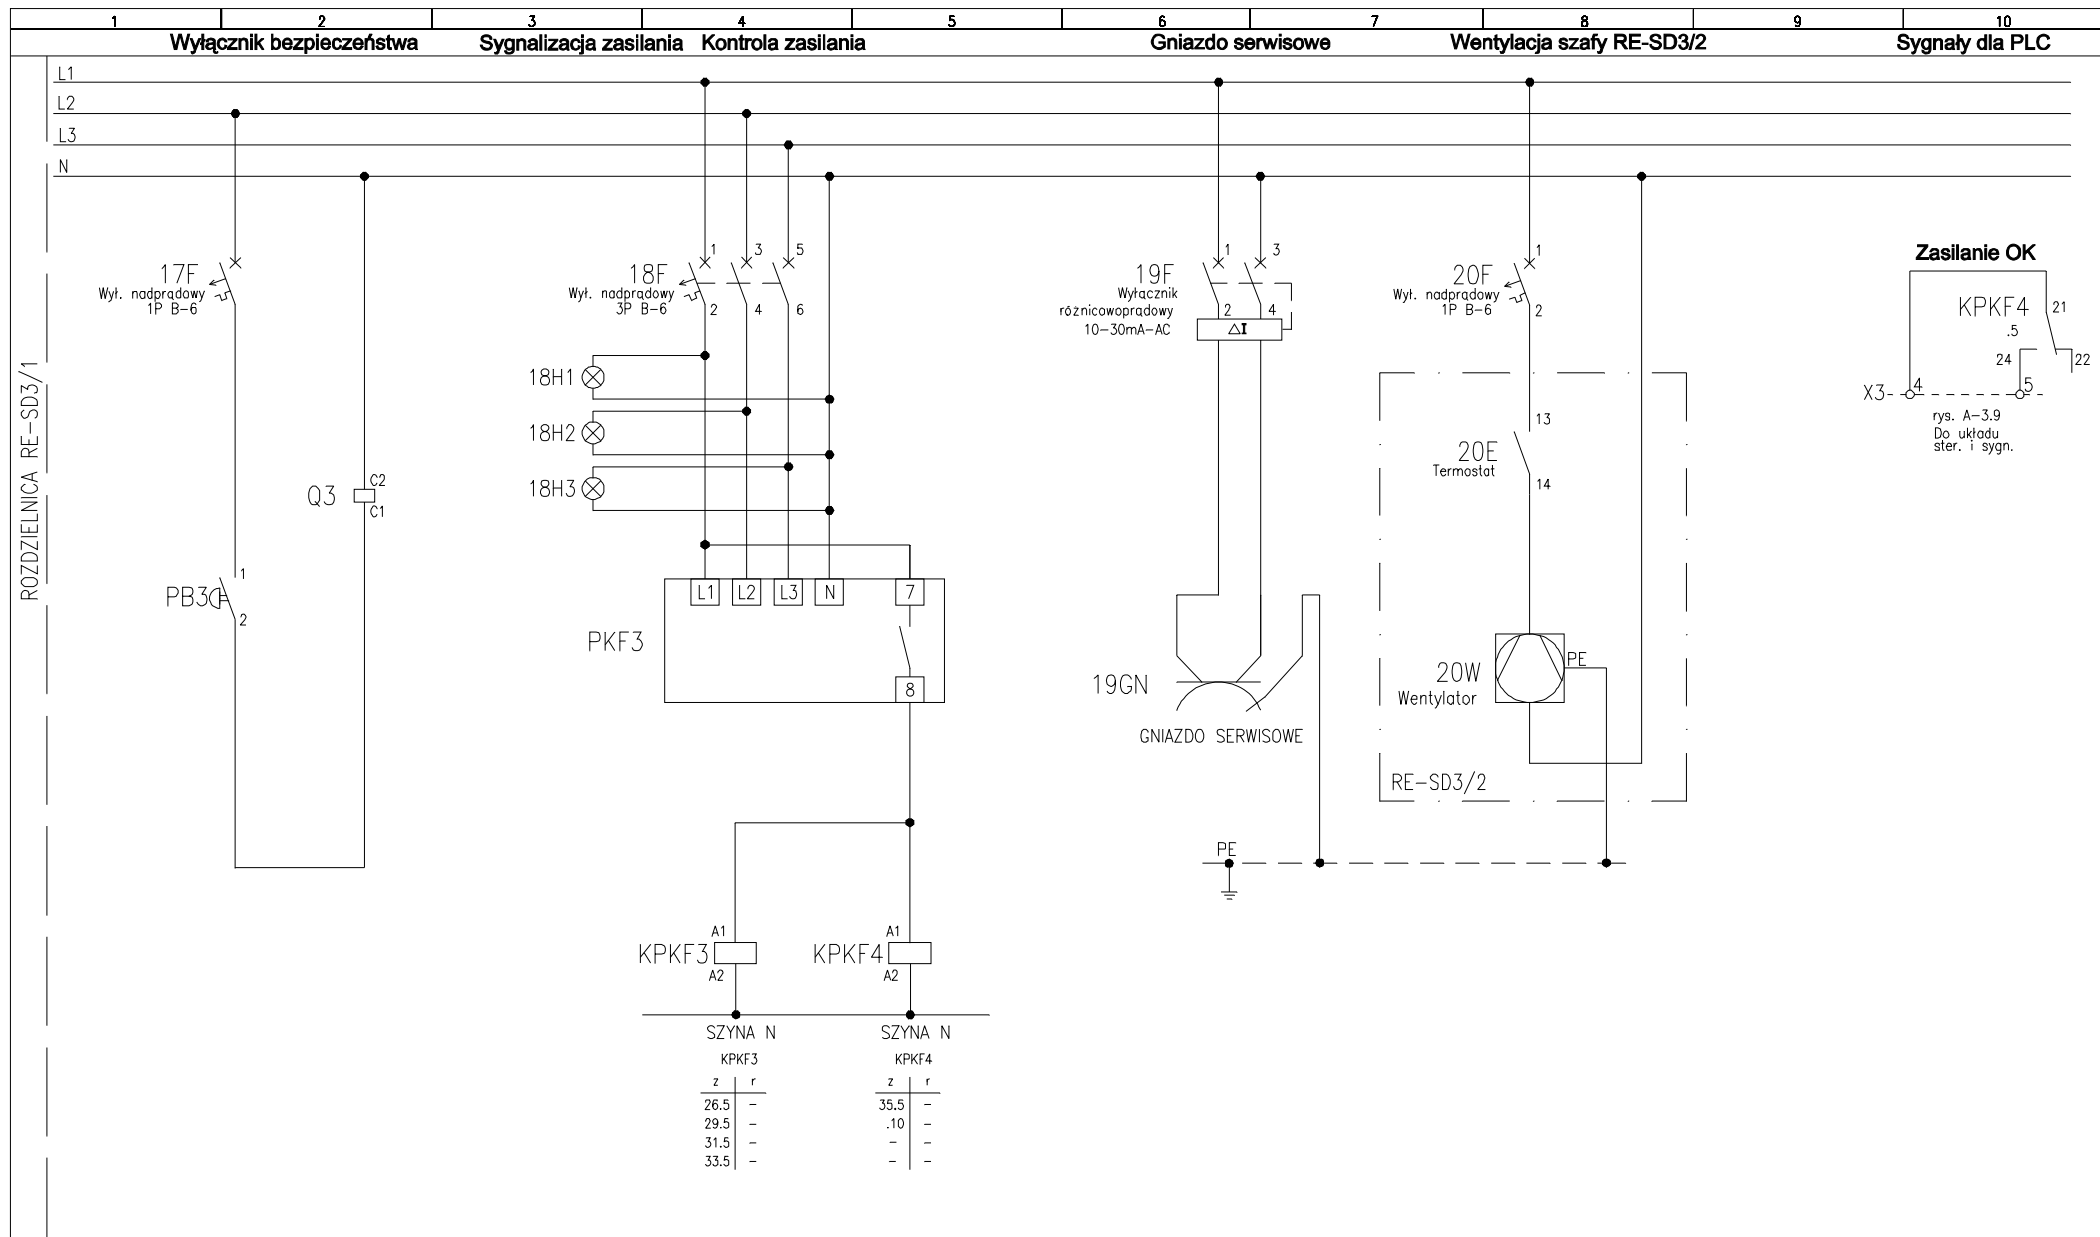 1 2 3 4 5 6 7 8 9 10
Wyłącznik bezpieczeństwa Sygnalizacja zasilania Kontrola zasilania Gniazdo serwisowe Wentylacja szafy RE-SD3/2 Sygnały dla PLC
L1
L2
L3
N
ROZDZIELNICA RE-SD3/1
17F
Wył. nadprądowy
1P B-6
Q3
C2
C1
PB3
1
2
18F
Wył. nadprądowy
3P B-6
1 3 5
2 4 6
18H1
18H2
18H3
PKF3
L1 L2 L3 N 7
8
A1
KPKF3
A2
A1
KPKF4
A2
SZYNA N SZYNA N
KPKF3
z r
26.5 -
29.5 -
31.5 -
33.5 -
KPKF4
z r
35.5 -
.10 -
- -
- -
19F
Wyłącznik
różnicowoprądowy
10-30mA-AC
1 3
2 4
△I
19GN
GNIAZDO SERWISOWE
PE
20F
Wył. nadprądowy
1P B-6
1
2
13
20E
Termostat
14
20W
Wentylator
PE
RE-SD3/2
Zasilanie OK
KPKF4
.5
21
24
22
X3
4 5
rys. A-3.9
Do układu
ster. i sygn.